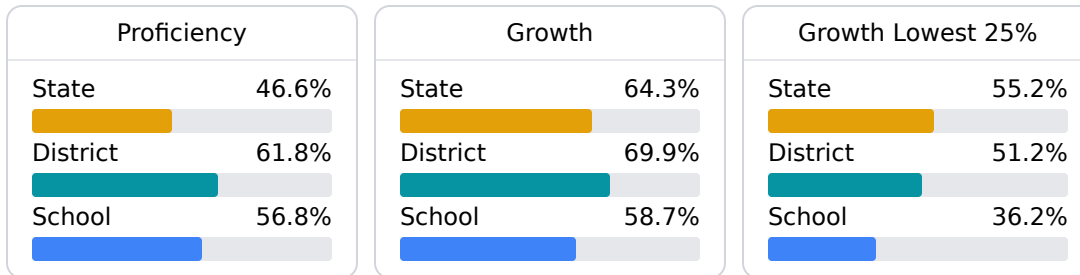 Proficiency
State 46.6%
District 61.8%
School 56.8%
Growth
State 64.3%
District 69.9%
School 58.7%
Growth Lowest 25%
State 55.2%
District 51.2%
School 36.2%